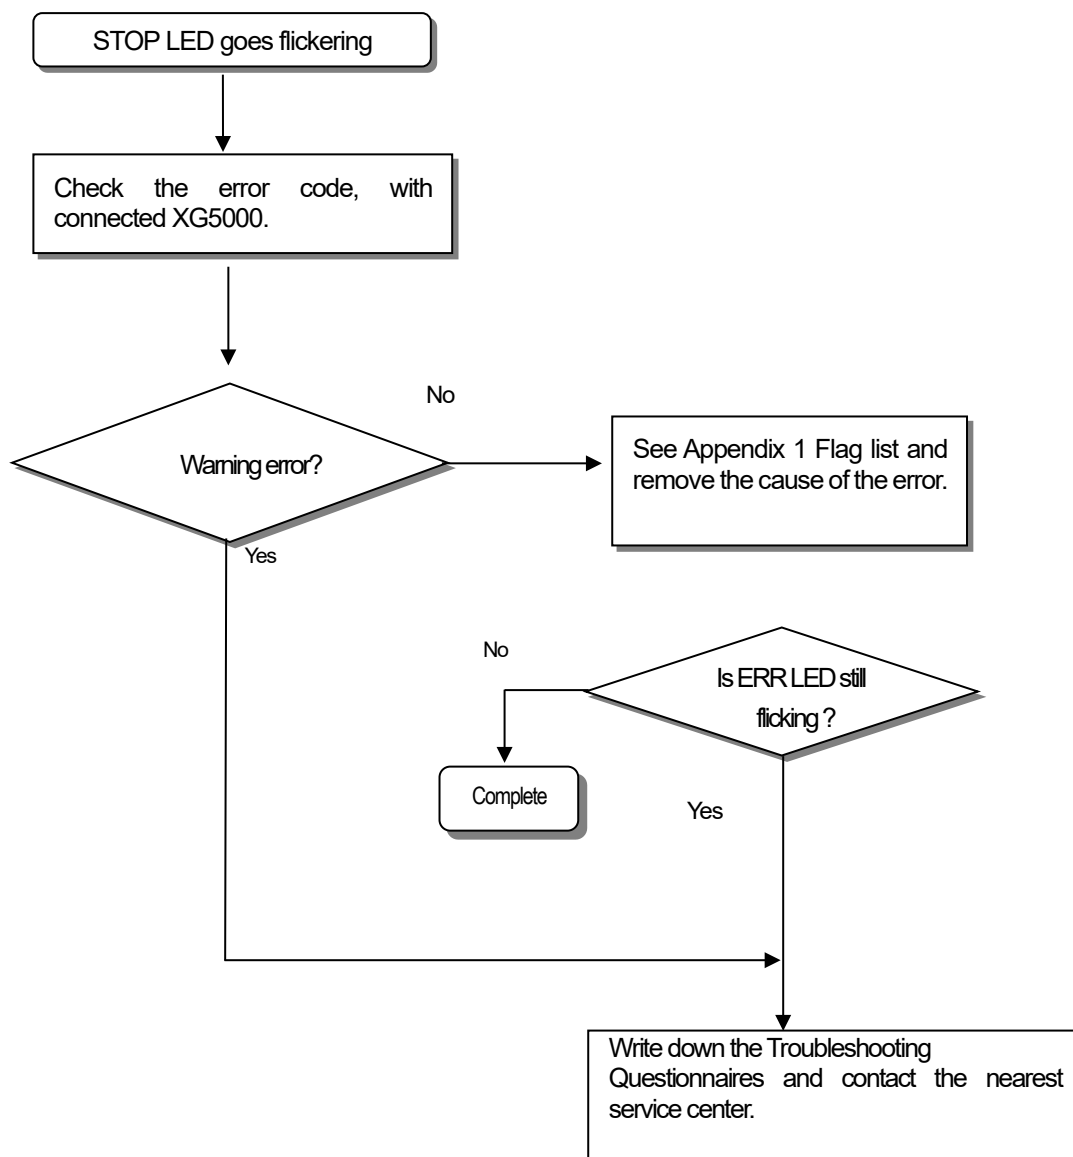 STOP LED goes flickering
Check the error code, with
connected XG5000.
No
Warning error?
See Appendix 1 Flag list and
remove the cause of the error.
Yes
No
Is ERR LED still
flicking ?
Complete
Yes
Write down the Troubleshooting
Questionnaires and contact the nearest
service center.